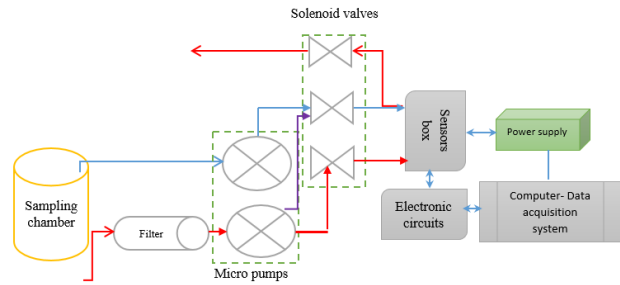 Solenoid valves
Sensors
box
Power supply
Sampling
chamber
Filter
Electronic
circuits
Computer- Data
acquisition
system
Micro pumps